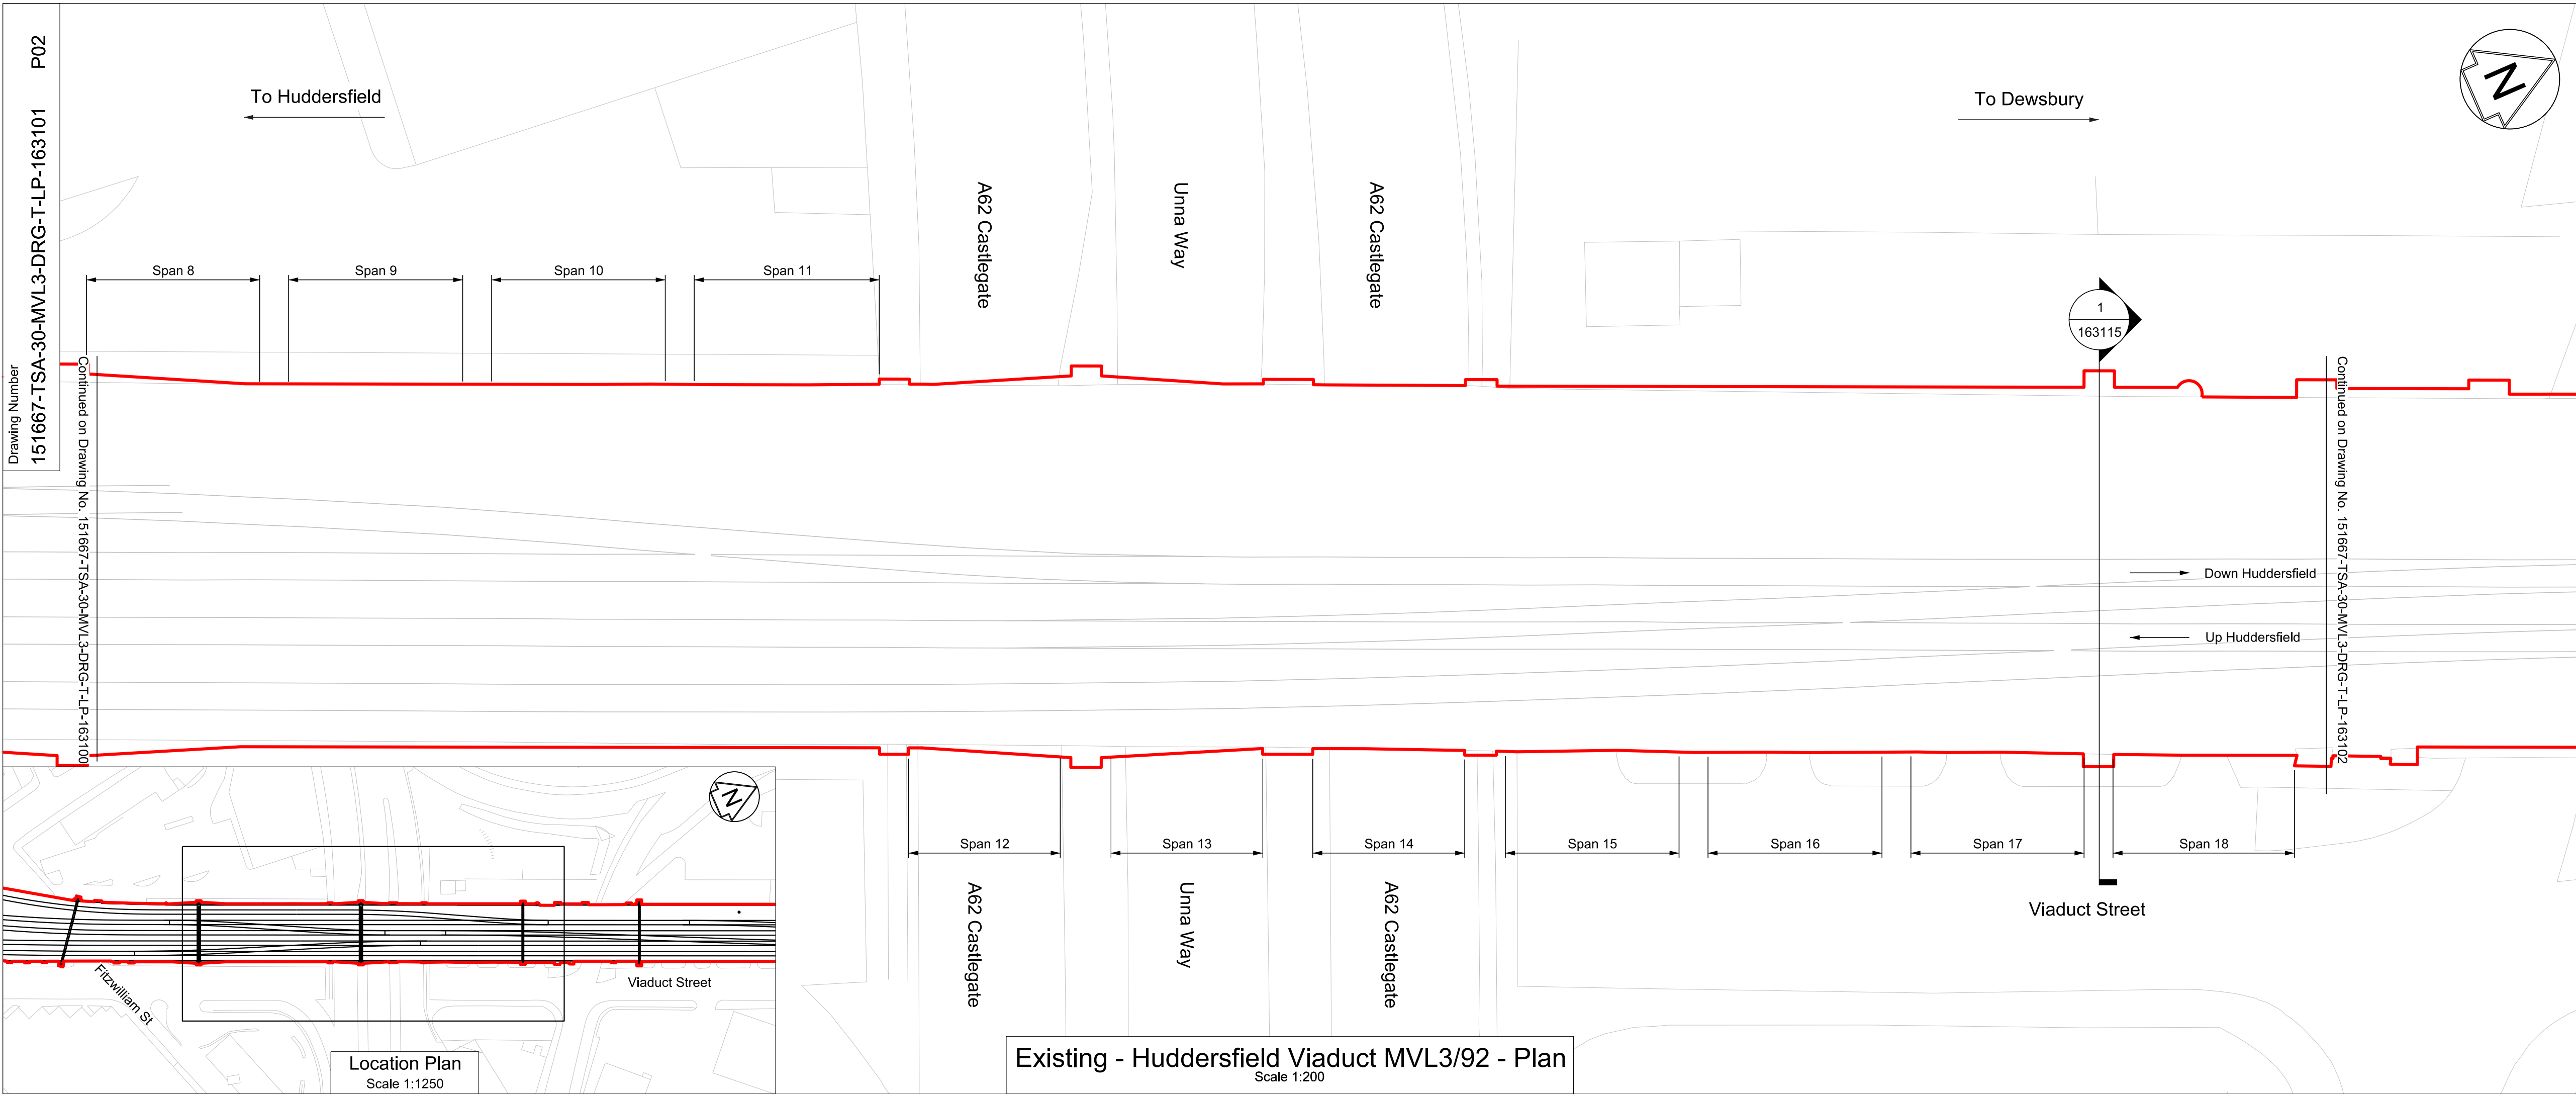 Drawing Number
151667-TSA-30-MVL3-DRG-T-LP-163101 P02
To Huddersfield
To Dewsbury
N
A62 Castlegate
Unna Way
A62 Castlegate
Span 8
Span 9
Span 10
Span 11
1
163115
Continued on Drawing No. 151667-TSA-30-MVL3-DRG-T-LP-163100
Continued on Drawing No. 151667-TSA-30-MVL3-DRG-T-LP-163102
Down Huddersfield
Up Huddersfield
Span 12
Span 13
Span 14
Span 15
Span 16
Span 17
Span 18
A62 Castlegate
Unna Way
A62 Castlegate
Viaduct Street
N
Fitzwilliam St
Viaduct Street
Location Plan
Scale 1:1250
Existing - Huddersfield Viaduct MVL3/92 - Plan
Scale 1:200